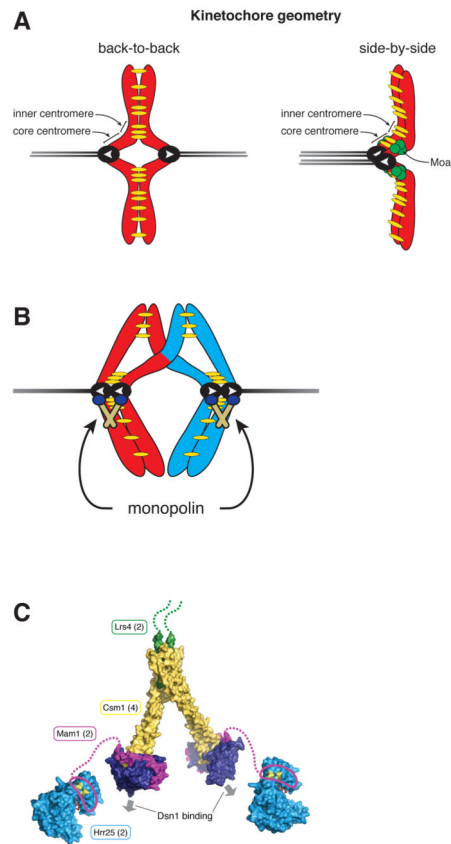 Kinetochore geometry
A
back-to-back
side-by-side
inner centromere
core centromere
inner centromere
core centromere
Moa
B
monopolin
C
Lrs4 (2)
Csm1 (4)
Mam1 (2)
Dsn1 binding
Hrr25 (2)